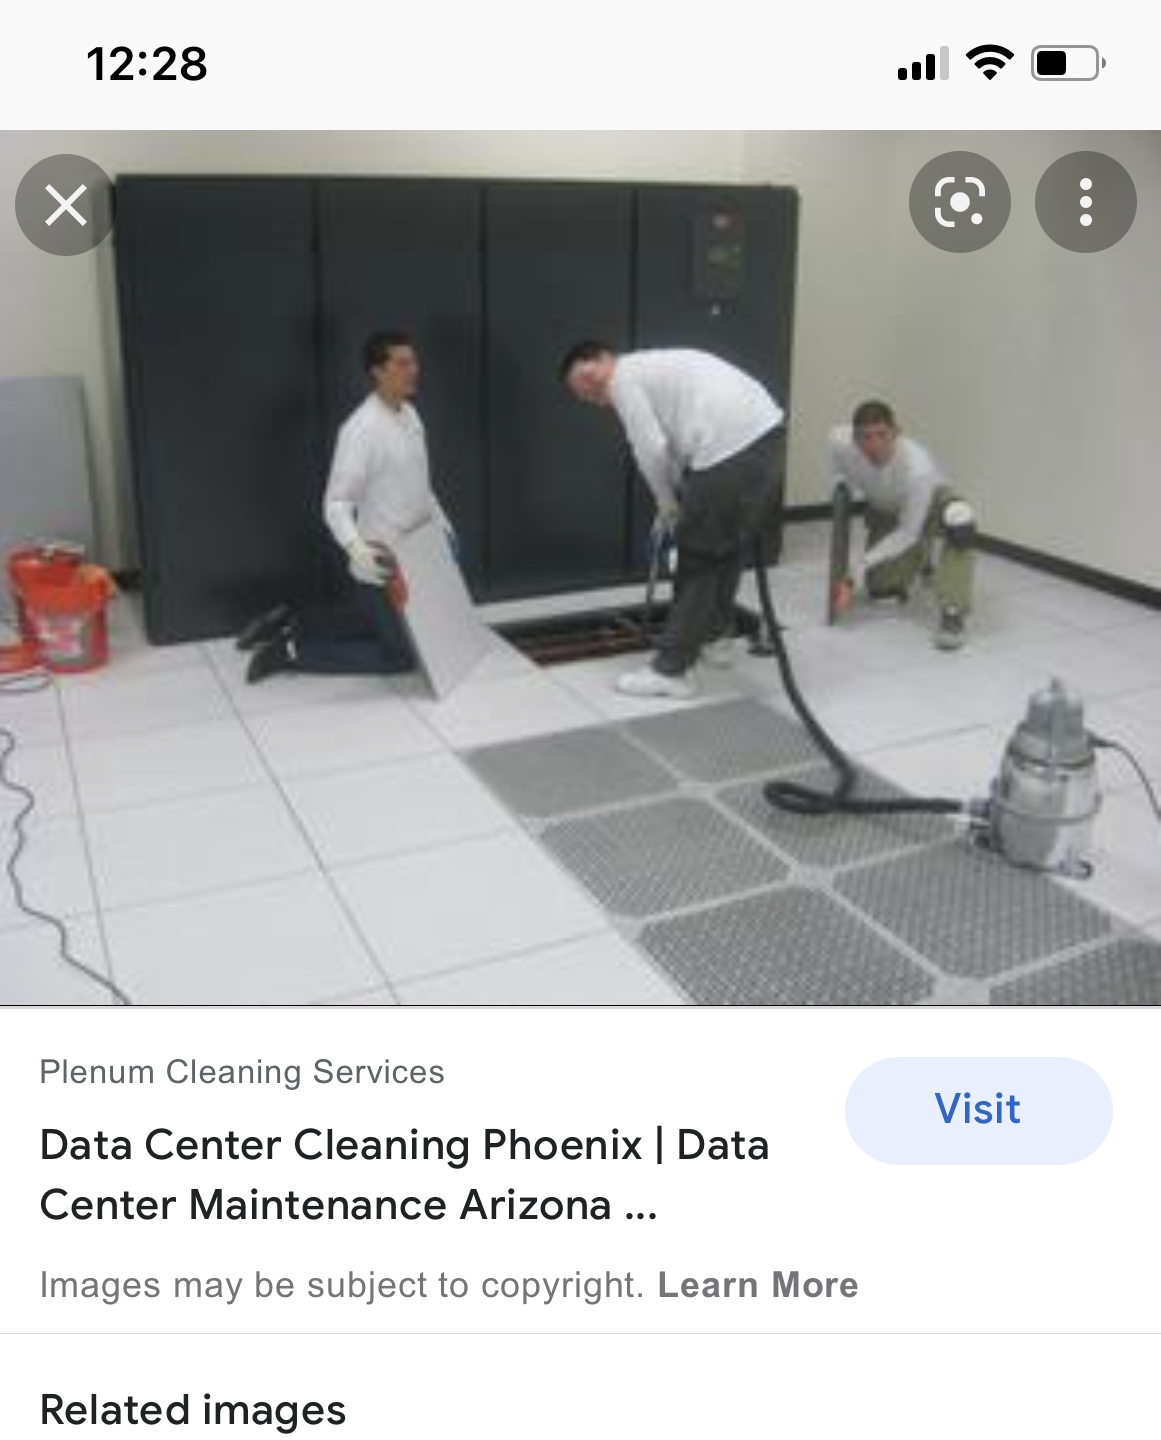 12:28
Plenum Cleaning Services
Visit
Data Center Cleaning Phoenix | Data
Center Maintenance Arizona ...
Images may be subject to copyright. Learn More
Related images